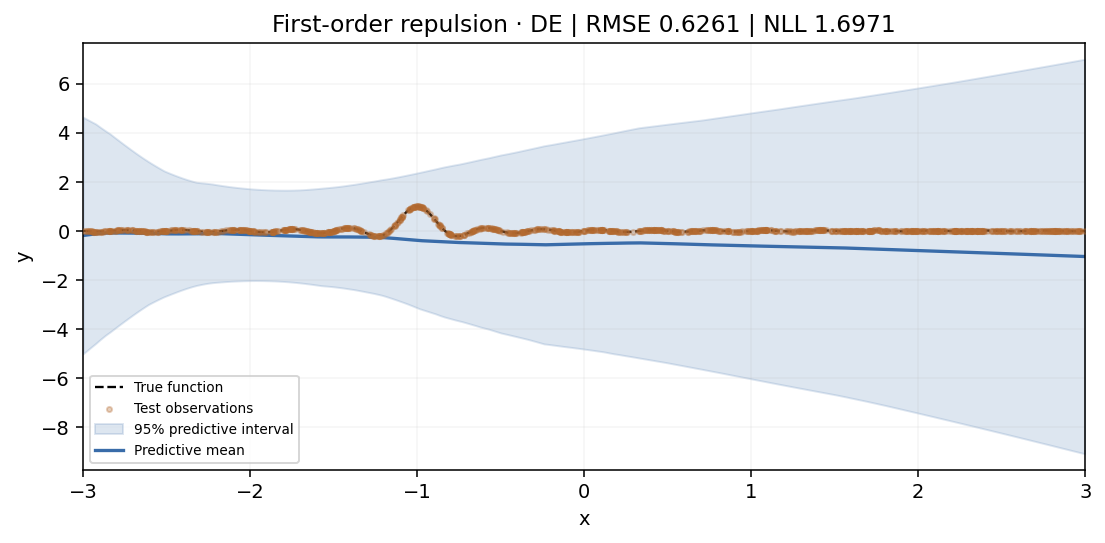 First-order repulsion · DE | RMSE 0.6261 | NLL 1.6971
y
6
4
2
0
−2
−4
−6
−8
True function
Test observations
95% predictive interval
Predictive mean
−3 −2 −1 0 1 2 3
x